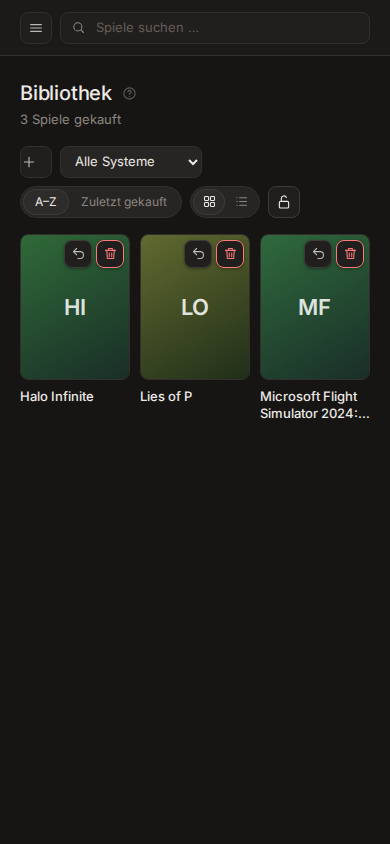 Spiele suchen ...
Bibliothek
3 Spiele gekauft
Alle Systeme
A–Z Zuletzt gekauft
HI LO MF
Halo Infinite
Lies of P
Microsoft Flight
Simulator 2024:...